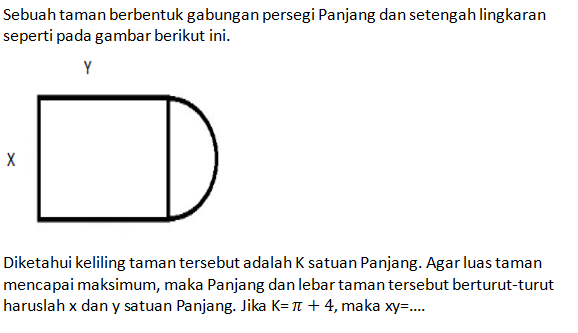 Sebuah taman berbentuk gabungan persegi Panjang dan setengah lingkaran
seperti pada gambar berikut ini.
Y
X
Diketahui keliling taman tersebut adalah K satuan Panjang. Agar luas taman
mencapai maksimum, maka Panjang dan lebar taman tersebut berturut-turut
haruslah x dan y satuan Panjang. Jika K= π + 4, maka xy=....